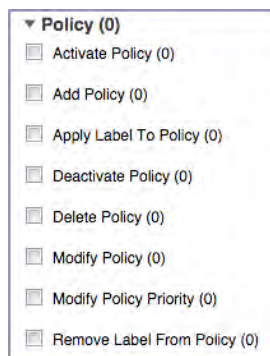 Policy (0)
Activate Policy (0)
Add Policy (0)
Apply Label To Policy (0)
Deactivate Policy (0)
Delete Policy (0)
Modify Policy (0)
Modify Policy Priority (0)
Remove Label From Policy (0)